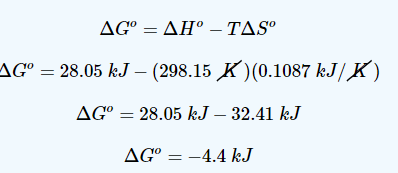 ΔG° = ΔH° − TΔS°
ΔG° = 28.05 kJ − (298.15 K)(0.1087 kJ/K)
ΔG° = 28.05 kJ − 32.41 kJ
ΔG° = −4.4 kJ